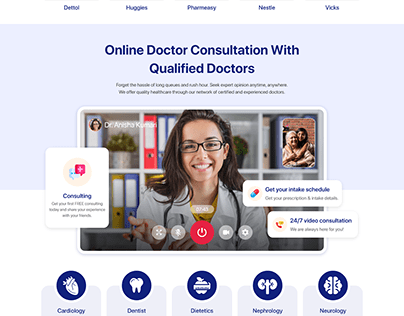 Dettol
Huggies
Pharmeasy
Nestle
Vicks
Online Doctor Consultation With
Qualified Doctors
Forget the hassle of long queues and rush hour. Seek expert opinion anytime, anywhere.
We offer quality healthcare through our network of certified and experienced doctors.
Dr. Anisha Kumari
Consulting
Get your first FREE consulting
today and share your experience
with your friends.
Get your intake schedule
Get your prescription & intake details
24/7 video consultation
We are always here for you!
Cardiology
Dentist
Dietetics
Nephrology
Neurology